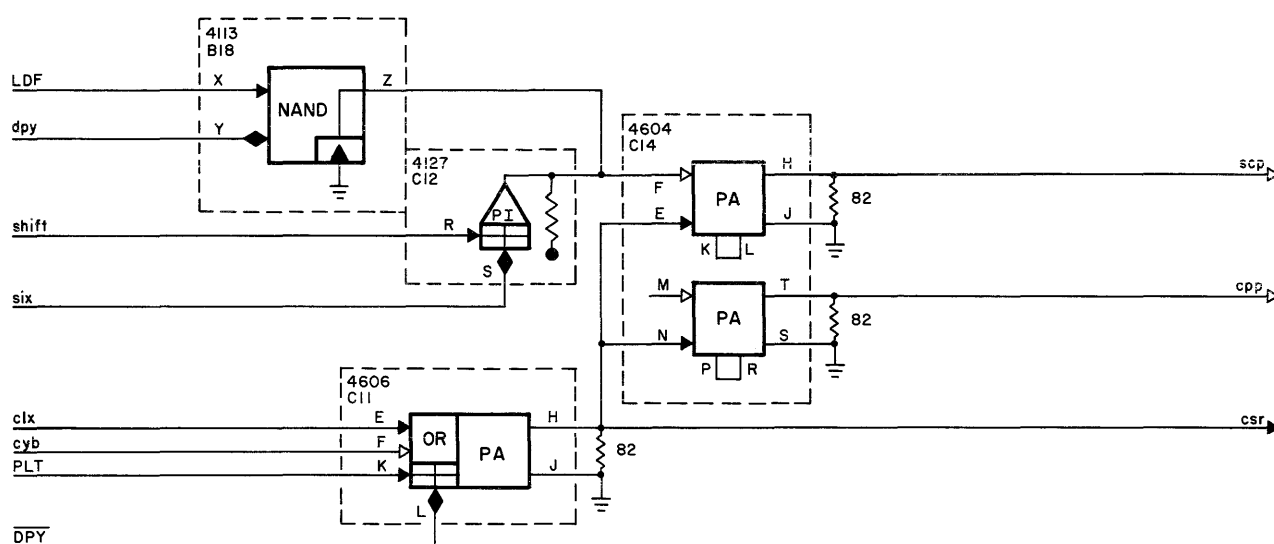 4113
B18
LDF X NAND Z
dpy Y
4127
C12
4604
C14
F PA H scp
82
shift R PI
E J
K L
S
six M PA T cpp
82
N S
P R
4606
C11
clx E OR PA H csr
cyb F
82
PLT K J
L
DPY